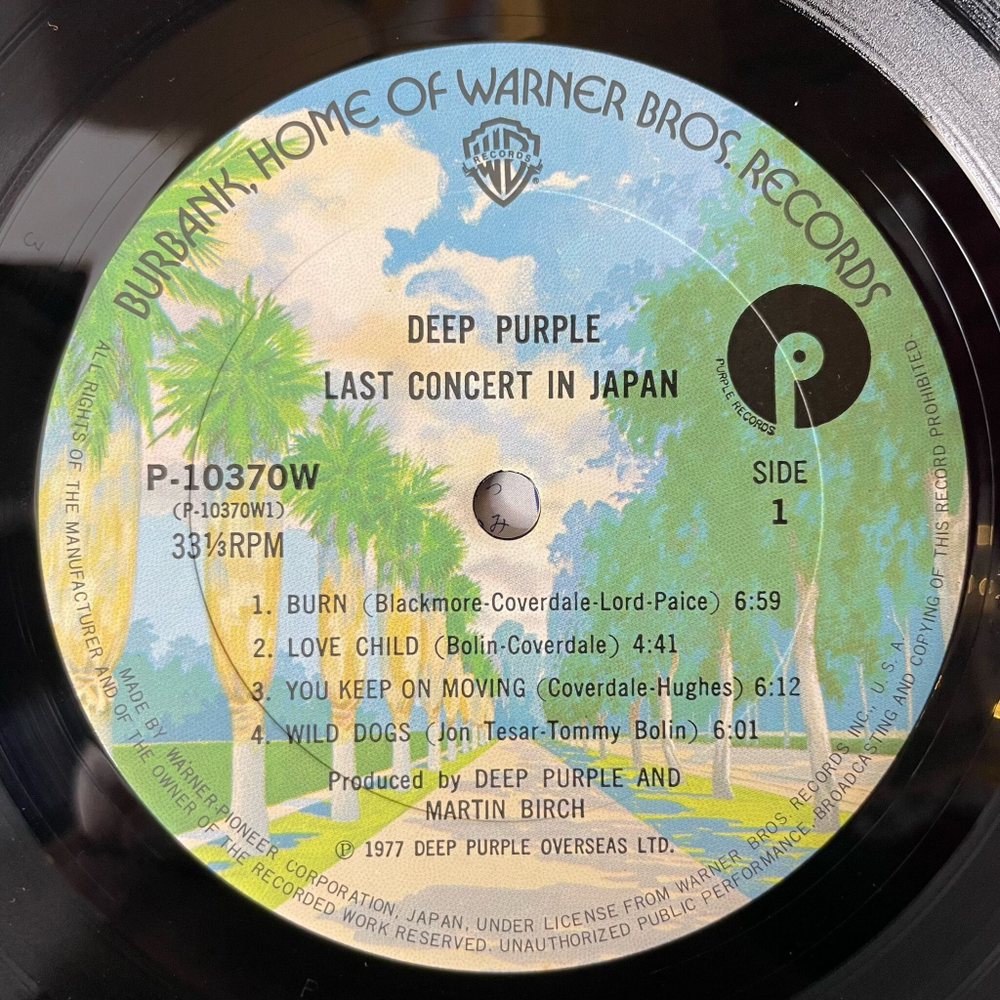 BURBANK, HOME OF WARNER BROS. RECORDS
WB
RECORDS
®
DEEP PURPLE
LAST CONCERT IN JAPAN
PURPLE RECORDS
P-10370W
(P-10370W1)
33⅓RPM
SIDE
1
1. BURN (Blackmore-Coverdale-Lord-Paice) 6:59
2. LOVE CHILD (Bolin-Coverdale) 4:41
3. YOU KEEP ON MOVING (Coverdale-Hughes) 6:12
4. WILD DOGS (Jon Tesar-Tommy Bolin) 6:01
Produced by DEEP PURPLE AND
MARTIN BIRCH
Ⓟ 1977 DEEP PURPLE OVERSEAS LTD.
MADE BY WARNER-PIONEER CORPORATION, JAPAN, UNDER LICENSE FROM WARNER BROS. RECORDS INC., U.S.A.
ALL RIGHTS OF THE MANUFACTURER AND OF THE OWNER OF THE RECORDED WORK RESERVED. UNAUTHORIZED PUBLIC PERFORMANCE, BROADCASTING AND COPYING OF THIS RECORD PROHIBITED.